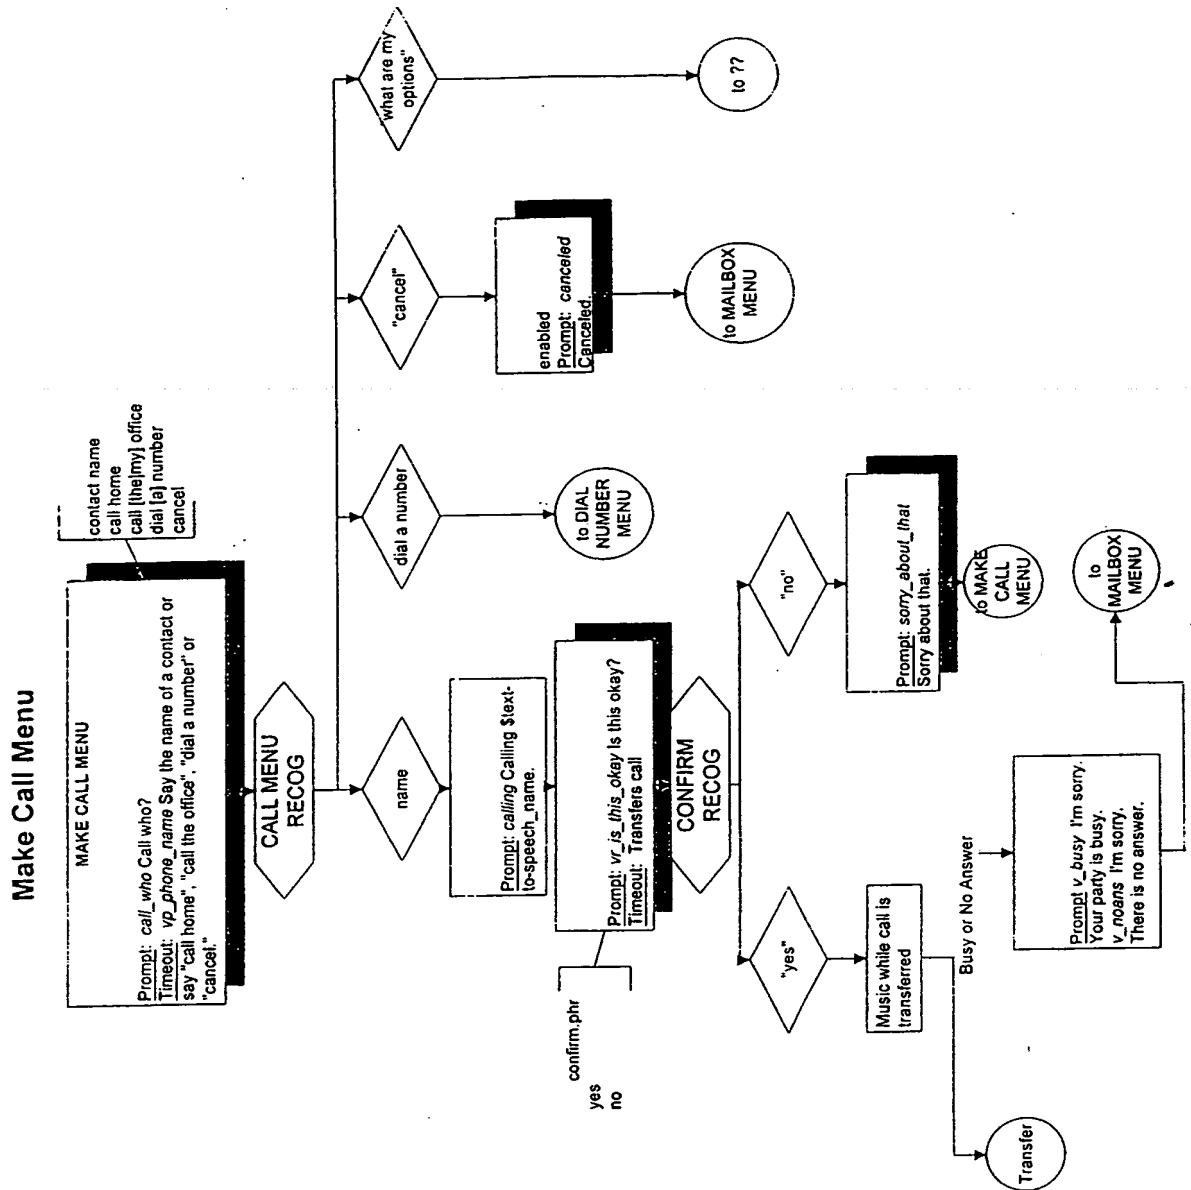 Make Call Menu
MAKE CALL MENU
Prompt: call_who Call who?
Timeout: vp_phone_name Say the name of a contact or
say "call home", "call the office", "dial a number" or
"cancel."
contact name
call home
call [the|my] office
dial [a] number
cancel
CALL MENU
RECOG
name
dial a number
"cancel"
"what are my
options"
Prompt: calling Calling $text-
to-speech_name.
to DIAL
NUMBER
MENU
enabled
Prompt: canceled
Canceled.
to ??
to MAILBOX
MENU
confirm.phr
yes
no
Prompt: vr_is_this_okay Is this okay?
Timeout: Transfers call
CONFIRM
RECOG
"yes"
"no"
Music while call is
transferred
Prompt: sorry_about_that
Sorry about that.
to MAKE
CALL
MENU
Busy or No Answer
Transfer
Prompt v_busy I'm sorry.
Your party is busy.
v_noans I'm sorry.
There is no answer.
to
MAILBOX
MENU